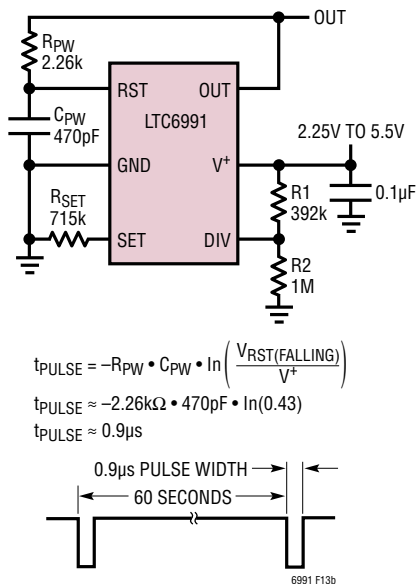 OUT
RPW
2.26k
RST
OUT
LTC6991
CPW
470pF
2.25V TO 5.5V
GND
V+
R1
392k
0.1µF
RSET
715k
SET
DIV
R2
1M
tPULSE = –RPW • CPW • In(VRST(FALLING)/V+)
tPULSE ≈ –2.26kΩ • 470pF • In(0.43)
tPULSE ≈ 0.9µs
0.9µs PULSE WIDTH
60 SECONDS
6991 F13b